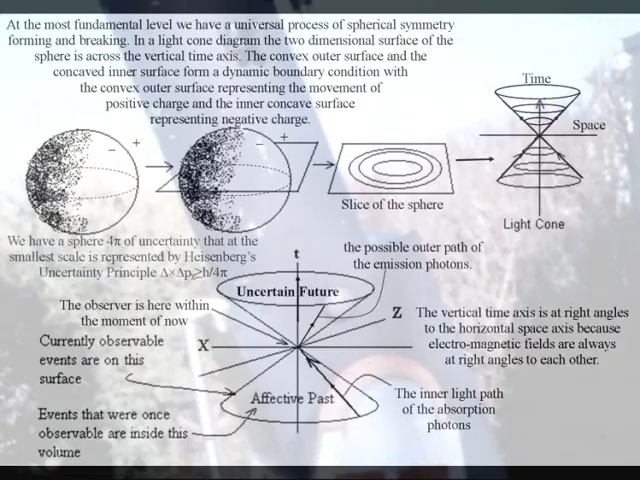 At the most fundamental level we have a universal process of spherical symmetry
forming and breaking. In a light cone diagram the two dimensional surface of the
sphere is across the vertical time axis. The convex outer surface and the
concaved inner surface form a dynamic boundary condition with
the convex outer surface representing the movement of
positive charge and the inner concave surface
representing negative charge.
− +
− +
Time
Space
Slice of the sphere
Light Cone
We have a sphere 4π of uncertainty that at the
smallest scale is represented by Heisenberg's
Uncertainty Principle Δ×Δpₓ≥h/4π
t
the possible outer path of
the emission photons.
Uncertain Future
The observer is here within
the moment of now
X
Z
The vertical time axis is at right angles
to the horizontal space axis because
electro-magnetic fields are always
at right angles to each other.
Currently observable
events are on this
surface
Affective Past
The inner light path
of the absorption
photons
Events that were once
observable are inside this
volume